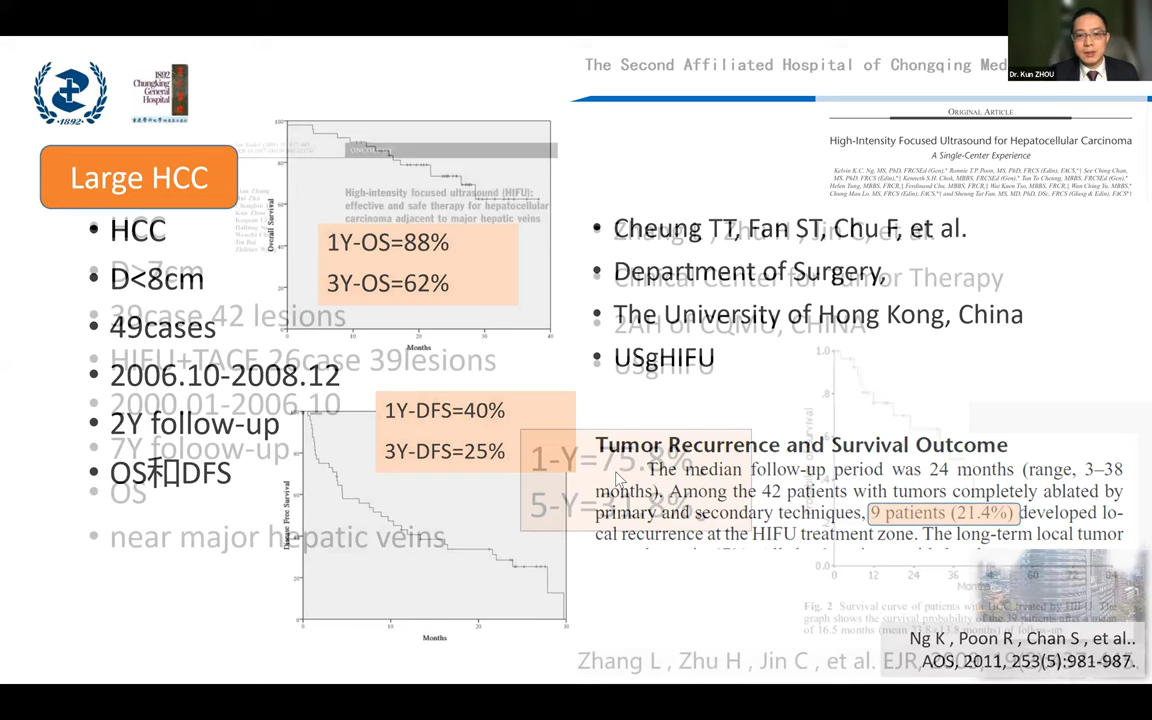 The Second Affiliated Hospital of Chongqing Med
Dr. Kun ZHOU
1892
Chungking
General
Hospital
ORIGINAL ARTICLE
High-Intensity Focused Ultrasound for Hepatocellular Carcinoma
A Single-Center Experience
Large HCC
HCC
D<8cm
49cases
2006.10-2008.12
2Y follow-up
OS和DFS
D>7cm
39case 42 lesions
HIFU+TACE 26case 39lesions
2000.01-2006.10
7Y foloow-up
OS
near major hepatic veins
ONCOLOGY
High-intensity focused ultrasound (HIFU):
effective and safe therapy for hepatocellular
carcinoma adjacent to major hepatic veins
Overall Survival
1Y-OS=88%
3Y-OS=62%
Months
Disease Free Survival
1Y-DFS=40%
3Y-DFS=25%
Months
Cheung TT, Fan ST, Chu F, et al.
Department of Surgery,
The University of Hong Kong, China
USgHIFU
Clinical Center for Tumor Therapy
2AH of CQMU, CHINA
USgHIFU
1-Y=75.8%
5-Y=31.8%
Tumor Recurrence and Survival Outcome
The median follow-up period was 24 months (range, 3–38
months). Among the 42 patients with tumors completely ablated by
primary and secondary techniques, 9 patients (21.4%) developed lo-
cal recurrence at the HIFU treatment zone. The long-term local tumor
Fig. 2 Survival curve of patients with HCC treated by HIFU. The
graph shows the survival probability of the 39 patients after a mean
Ng K , Poon R , Chan S , et al..
AOS, 2011, 253(5):981-987.
Zhang L , Zhu H , Jin C , et al. EJR,